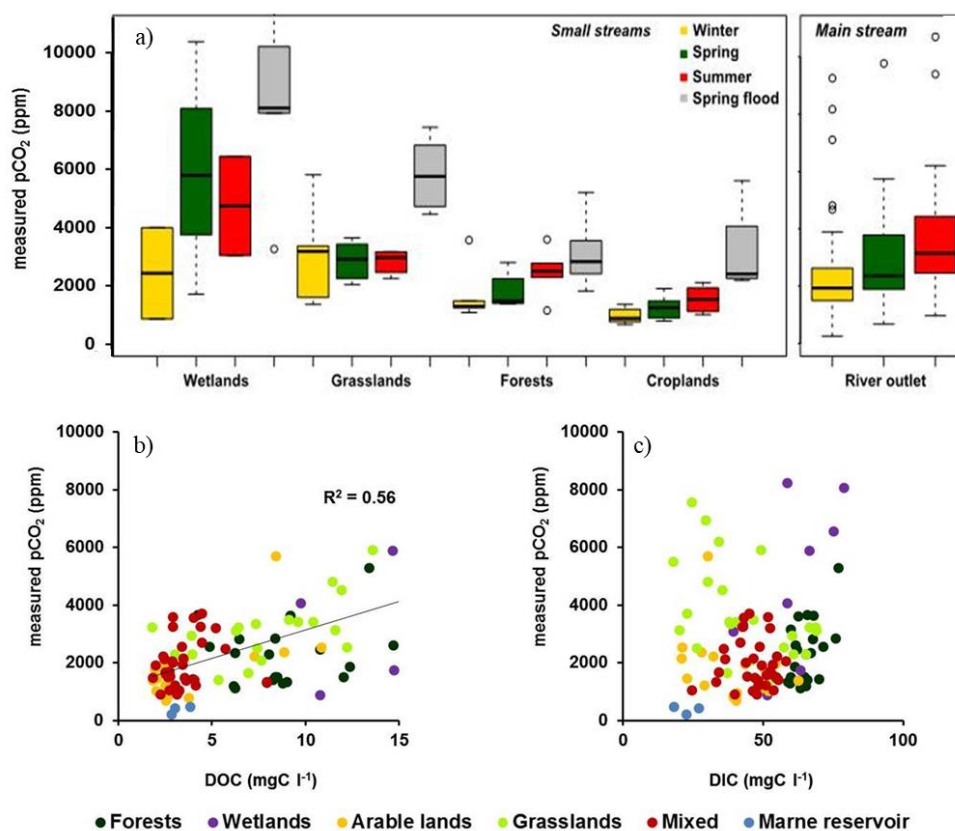 a)
Small streams
Main stream
Winter
Spring
Summer
Spring flood
measured pCO₂ (ppm)
10000
8000
6000
4000
2000
0
Wetlands
Grasslands
Forests
Croplands
River outlet
b)
R² = 0.56
measured pCO₂ (ppm)
10000
8000
6000
4000
2000
0
0 5 10 15
DOC (mgC l⁻¹)
c)
measured pCO₂ (ppm)
10000
8000
6000
4000
2000
0
0 50 100
DIC (mgC l⁻¹)
Forests Wetlands Arable lands Grasslands Mixed Marne reservoir